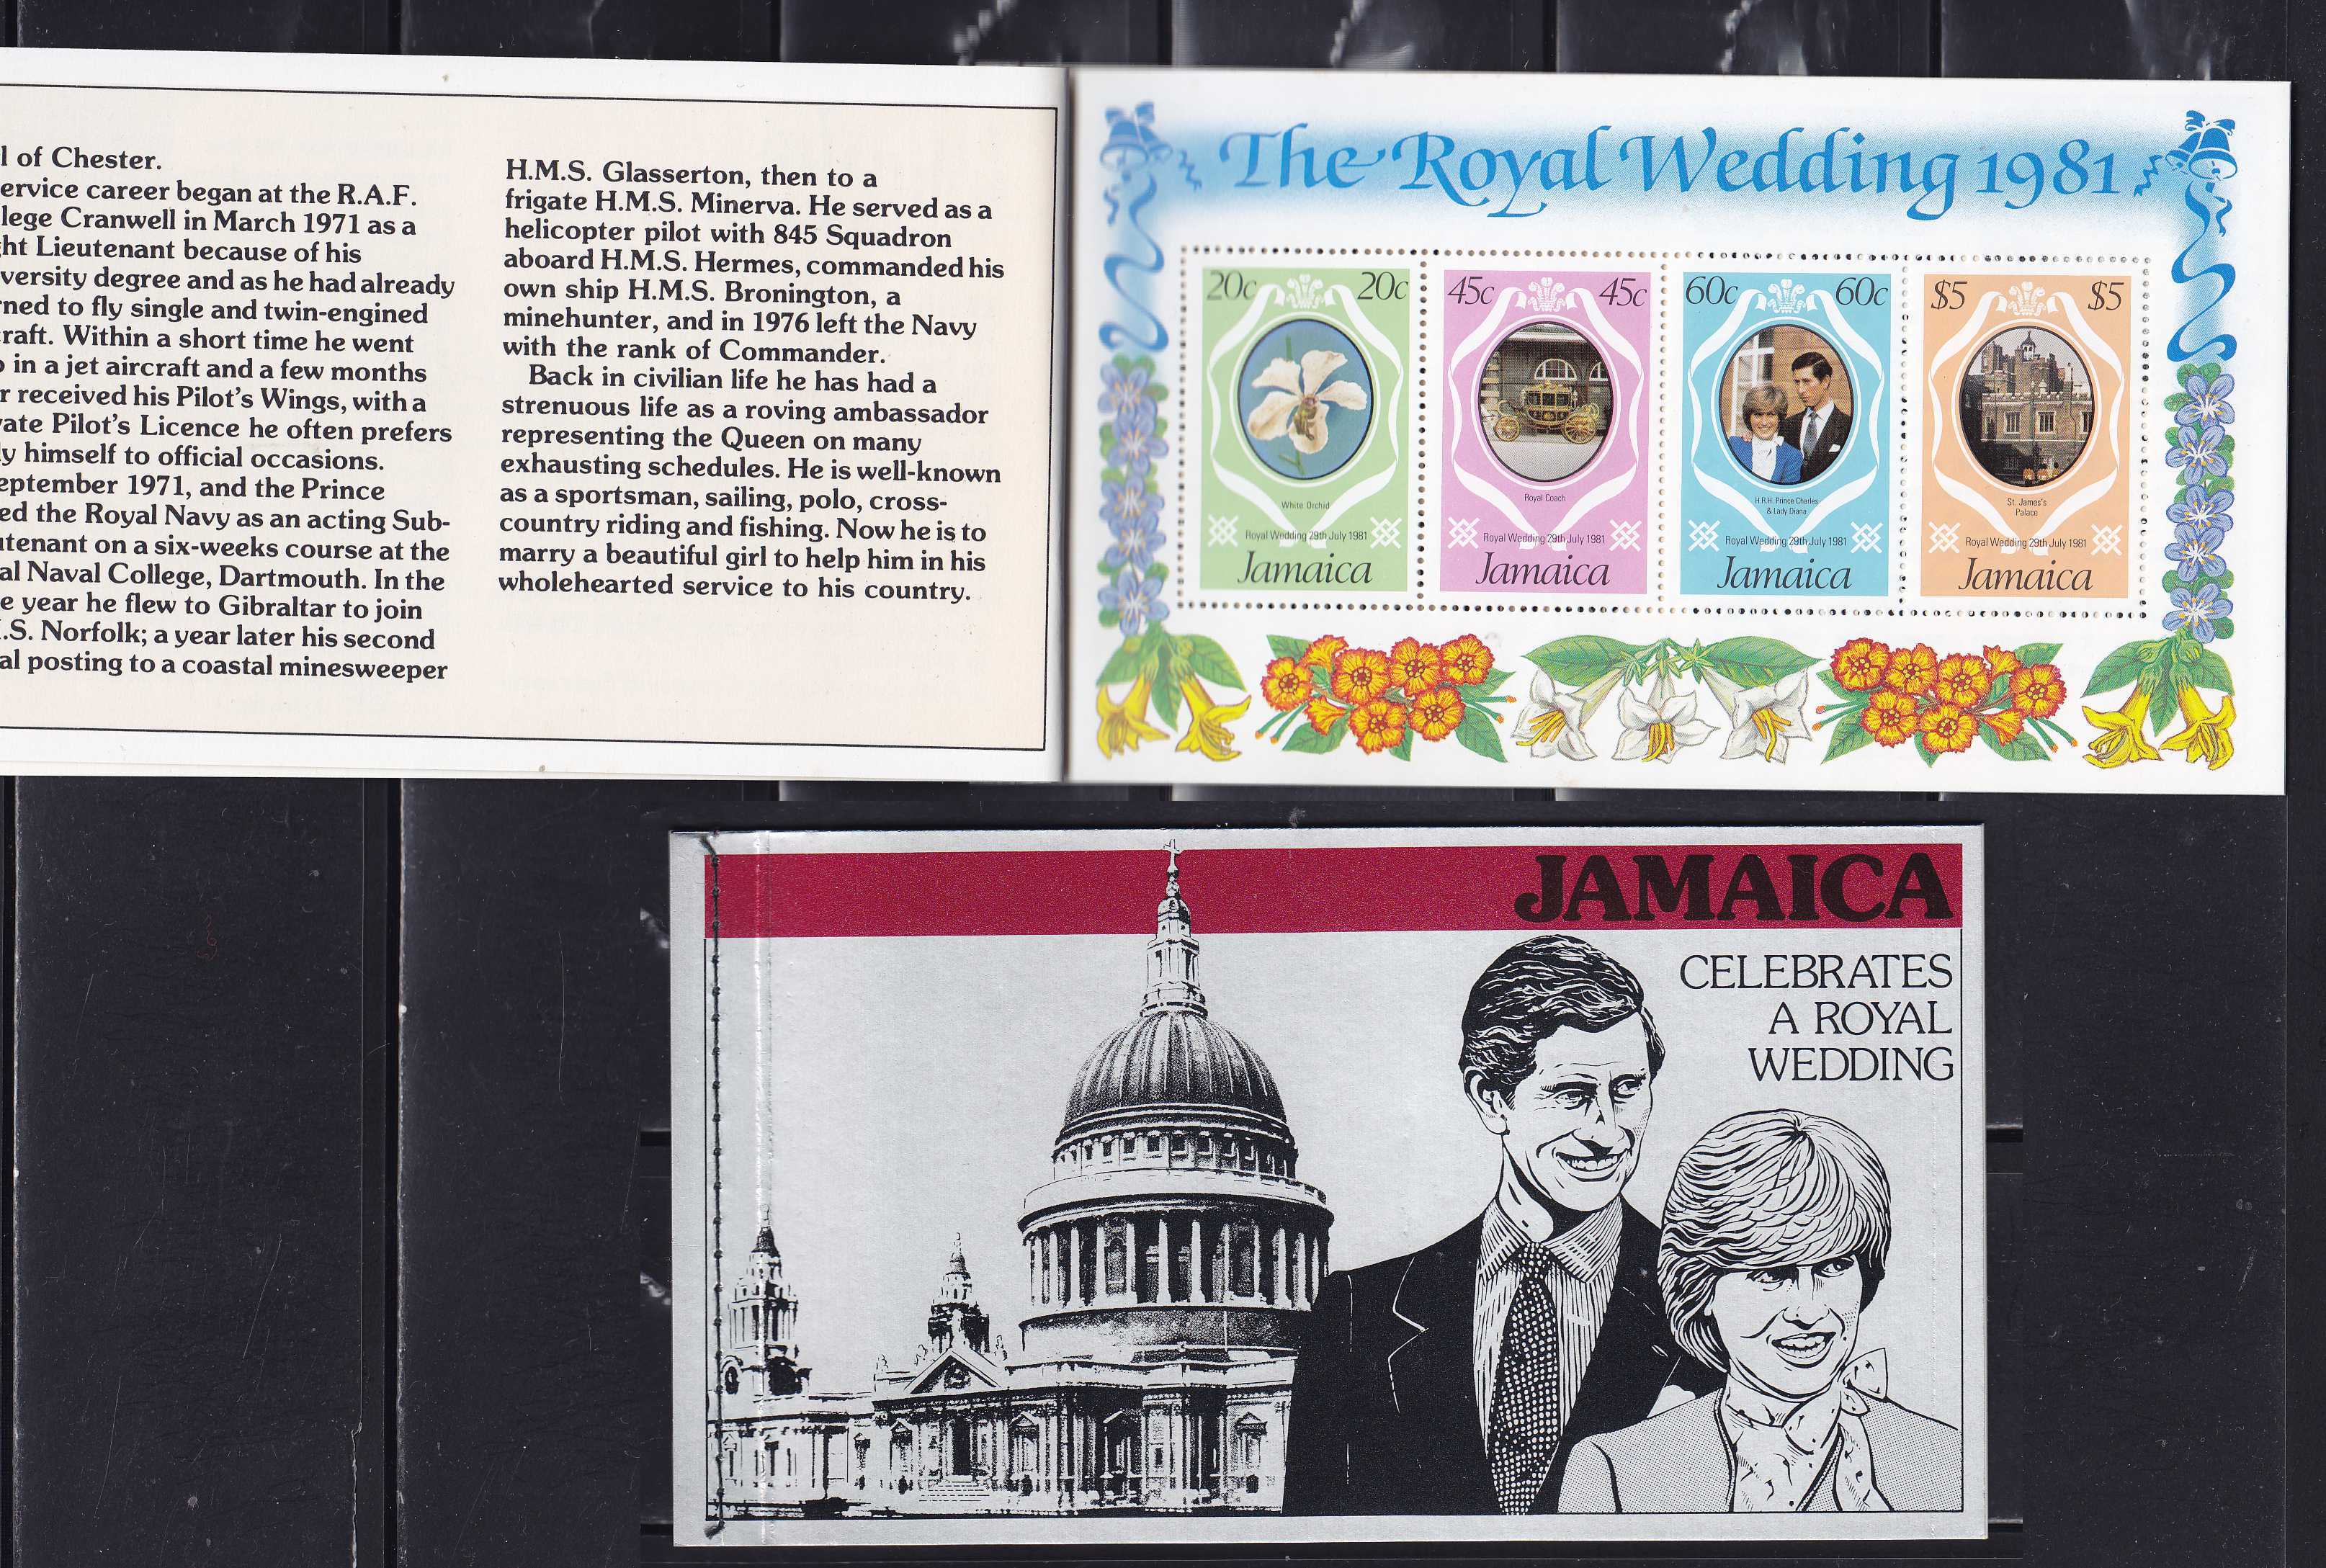 l of Chester.
ervice career began at the R.A.F.
lege Cranwell in March 1971 as a
ht Lieutenant because of his
versity degree and as he had already
rned to fly single and twin-engined
raft. Within a short time he went
o in a jet aircraft and a few months
r received his Pilot's Wings, with a
vate Pilot's Licence he often prefers
ly himself to official occasions.
eptember 1971, and the Prince
ed the Royal Navy as an acting Sub-
utenant on a six-weeks course at the
al Naval College, Dartmouth. In the
e year he flew to Gibraltar to join
I.S. Norfolk; a year later his second
al posting to a coastal minesweeper
H.M.S. Glasserton, then to a
frigate H.M.S. Minerva. He served as a
helicopter pilot with 845 Squadron
aboard H.M.S. Hermes, commanded his
own ship H.M.S. Bronington, a
minehunter, and in 1976 left the Navy
with the rank of Commander.
Back in civilian life he has had a
strenuous life as a roving ambassador
representing the Queen on many
exhausting schedules. He is well-known
as a sportsman, sailing, polo, cross-
country riding and fishing. Now he is to
marry a beautiful girl to help him in his
wholehearted service to his country.
The Royal Wedding 1981
20c 20c
White Orchid
Royal Wedding 29th July 1981
Jamaica
45c 45c
Royal Coach
Royal Wedding 29th July 1981
Jamaica
60c 60c
H.R.H. Prince Charles
& Lady Diana
Royal Wedding 29th July 1981
Jamaica
$5 $5
St. James's
Palace
Royal Wedding 29th July 1981
Jamaica
JAMAICA
CELEBRATES
A ROYAL
WEDDING